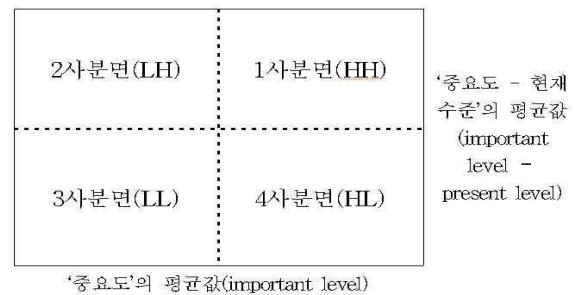 2사분면(LH)
1사분면(HH)
3사분면(LL)
4사분면(HL)
'중요도 - 현재
수준'의 평균값
(important
level -
present level)
'중요도'의 평균값(important level)